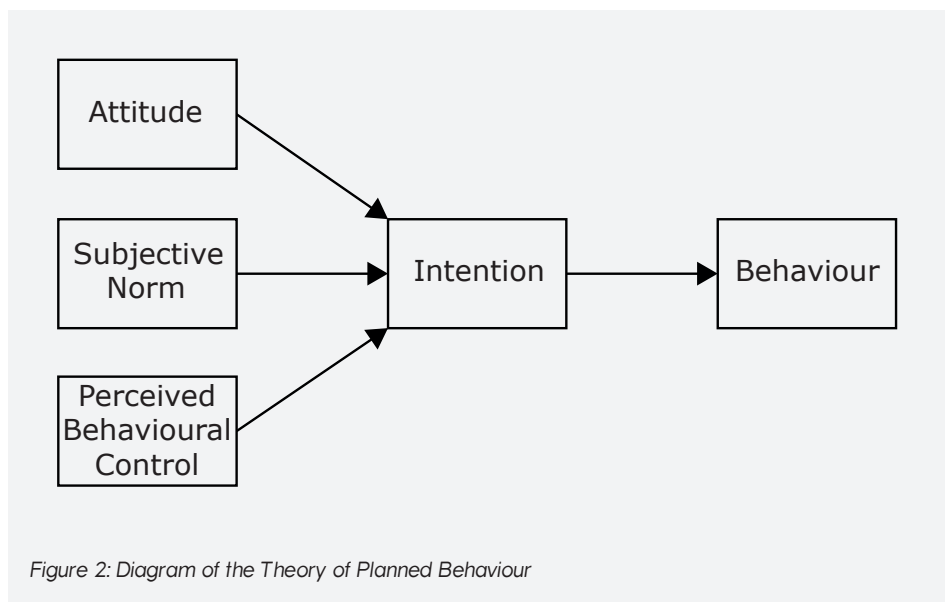 Attitude
Subjective
Norm
Perceived
Behavioural
Control
Intention
Behaviour
Figure 2: Diagram of the Theory of Planned Behaviour